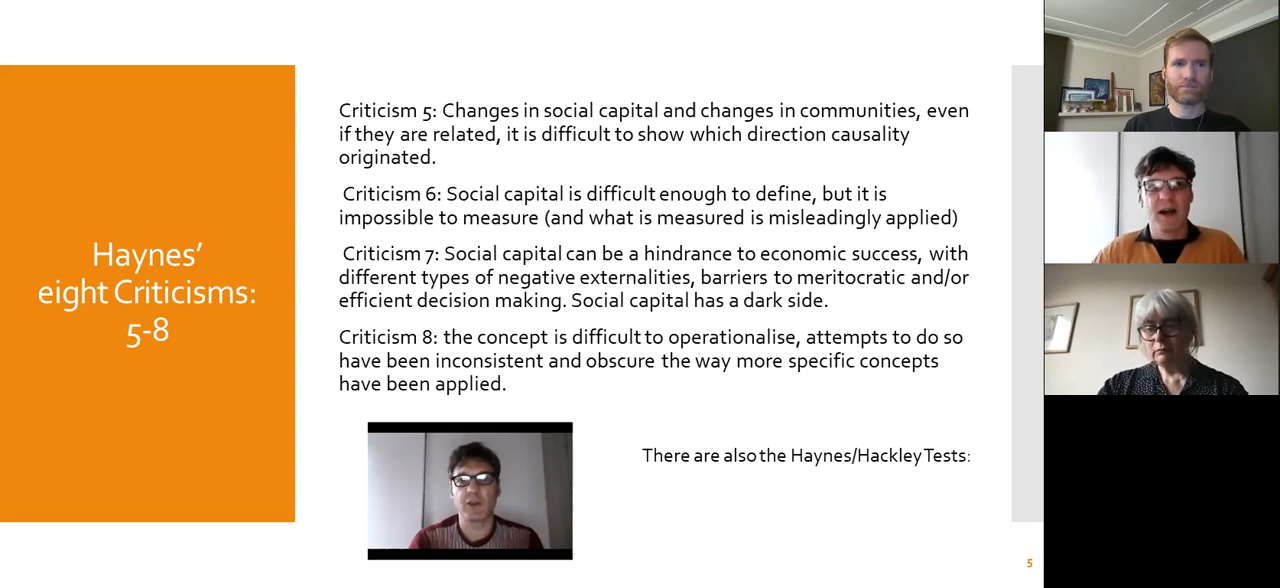 Haynes’
eight Criticisms:
5-8
Criticism 5: Changes in social capital and changes in communities, even
if they are related, it is difficult to show which direction causality
originated.
Criticism 6: Social capital is difficult enough to define, but it is
impossible to measure (and what is measured is misleadingly applied)
Criticism 7: Social capital can be a hindrance to economic success, with
different types of negative externalities, barriers to meritocratic and/or
efficient decision making. Social capital has a dark side.
Criticism 8: the concept is difficult to operationalise, attempts to do so
have been inconsistent and obscure the way more specific concepts
have been applied.
There are also the Haynes/Hackley Tests:
5